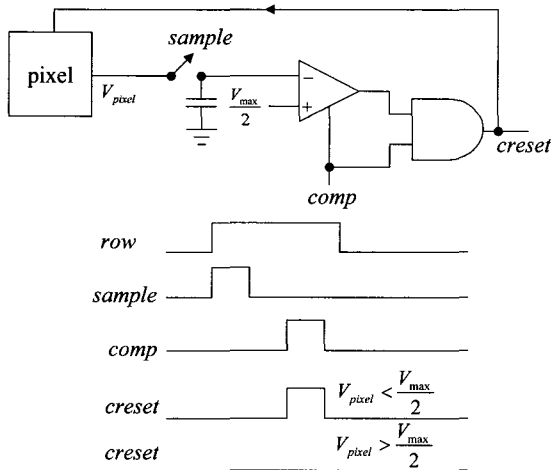 sample
pixel
V_pixel
V_max/2
−
+
creset
comp
row
sample
comp
creset V_pixel < V_max/2
creset V_pixel > V_max/2